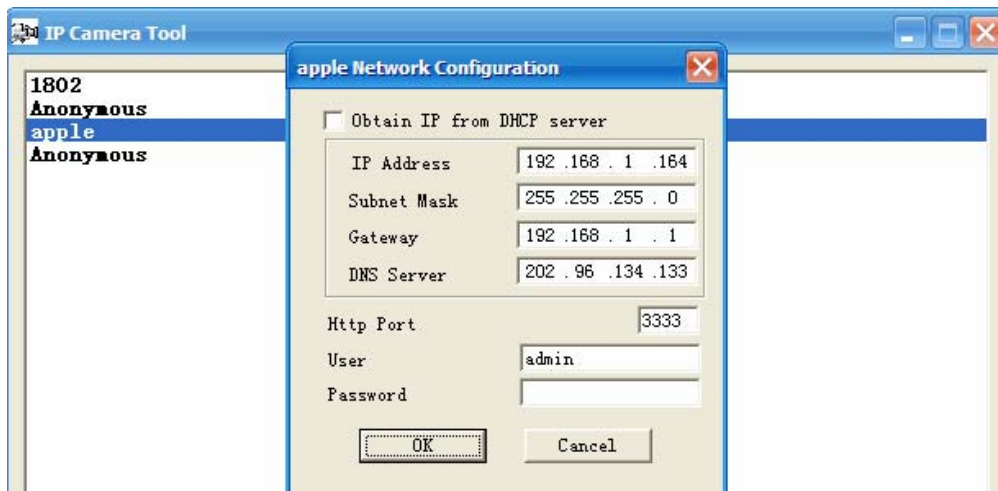 IP Camera Tool
1802
Anonymous
apple
Anonymous
apple Network Configuration
Obtain IP from DHCP server
IP Address 192 .168 . 1 .164
Subnet Mask 255 .255 .255 . 0
Gateway 192 .168 . 1 . 1
DNS Server 202 . 96 .134 .133
Http Port 3333
User admin
Password
OK Cancel